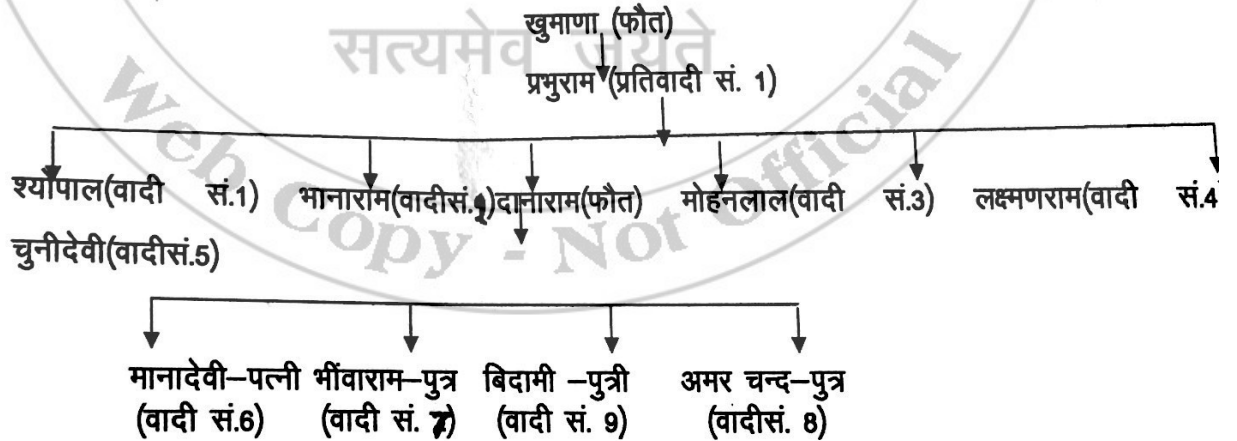 खुमाणा (फौत)
सत्यमेव जयते
प्रभुराम (प्रतिवादी सं. 1)
Web Copy - Not Official
श्योपाल(वादी सं.1) भानाराम(वादीसं.2)दानाराम(फौत) मोहनलाल(वादी सं.3) लक्ष्मणराम(वादी सं.4
चुनीदेवी(वादीसं.5)
मानादेवी–पत्नी भींवाराम–पुत्र बिदामी –पुत्री अमर चन्द–पुत्र
(वादी सं.6) (वादी सं. 7) (वादी सं. 9) (वादीसं. 8)